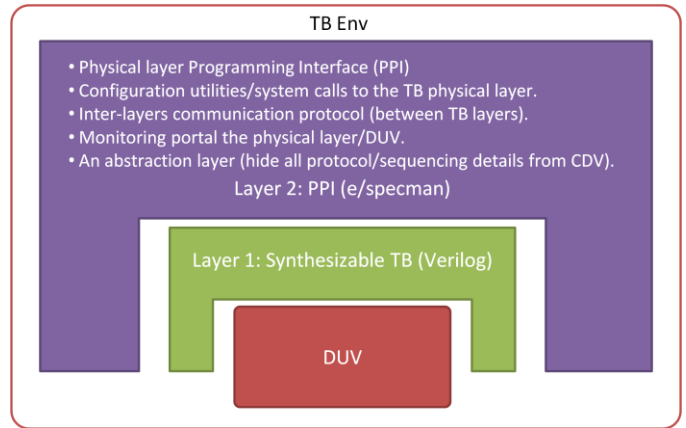 TB Env
• Physical layer Programming Interface (PPI)
• Configuration utilities/system calls to the TB physical layer.
• Inter-layers communication protocol (between TB layers).
• Monitoring portal the physical layer/DUV.
• An abstraction layer (hide all protocol/sequencing details from CDV).
Layer 2: PPI (e/specman)
Layer 1: Synthesizable TB (Verilog)
DUV